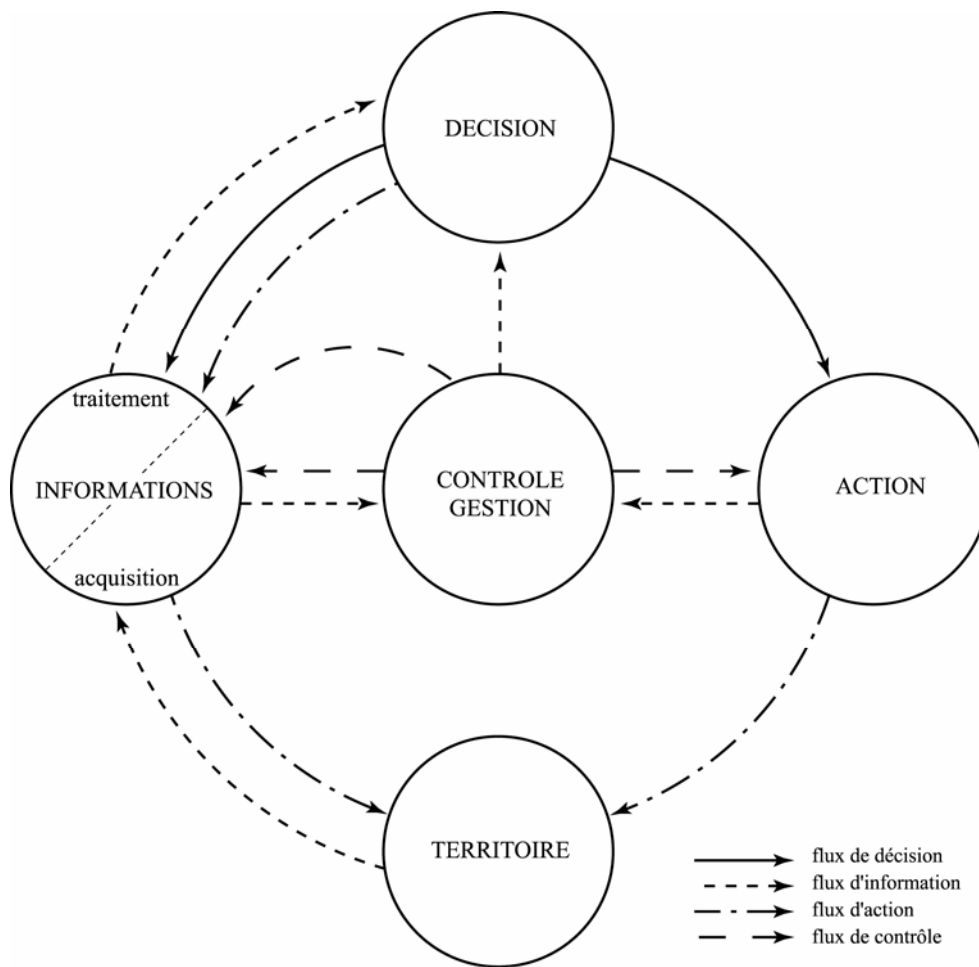 DECISION
traitement
INFORMATIONS
acquisition
CONTROLE
GESTION
ACTION
TERRITOIRE
flux de décision
flux d'information
flux d'action
flux de contrôle